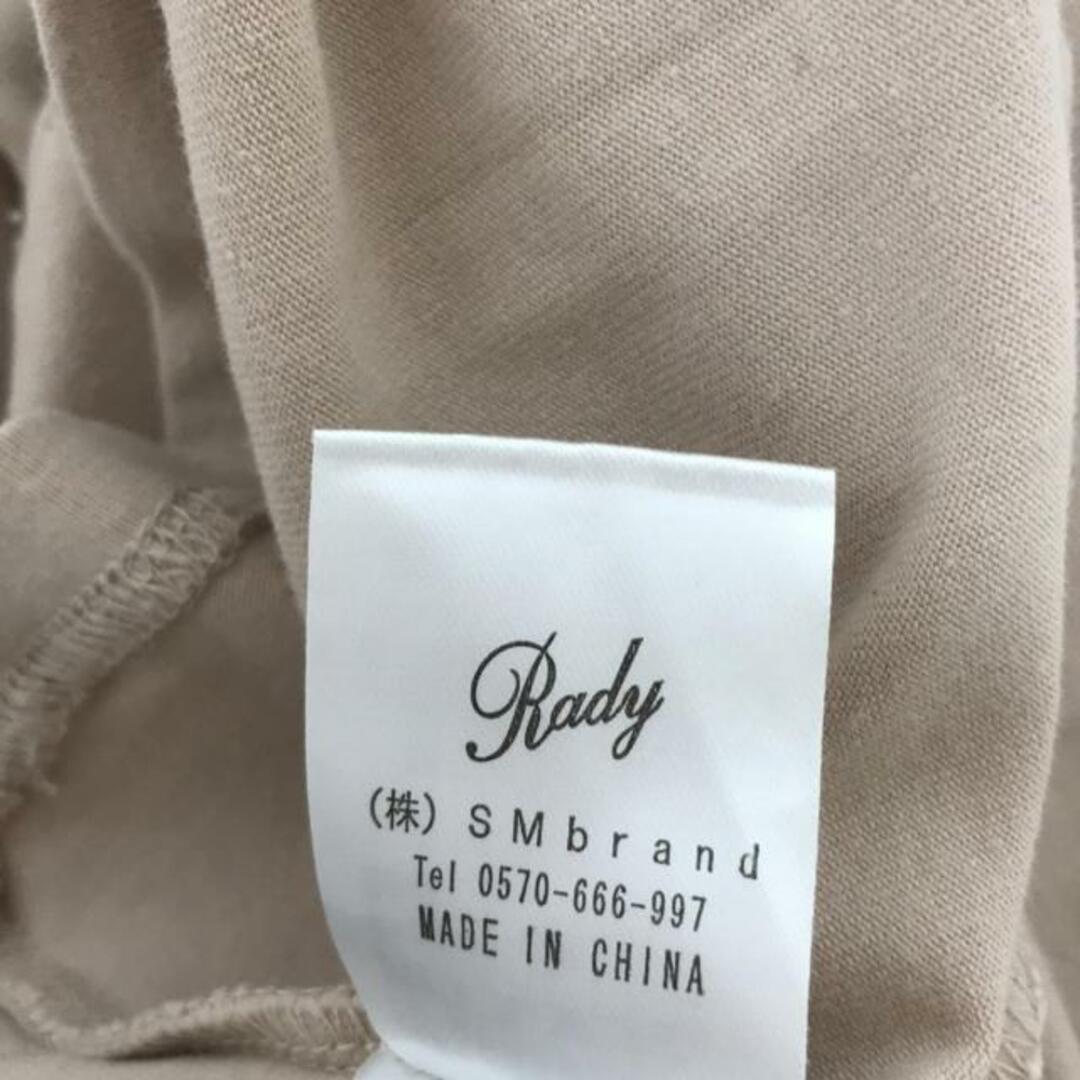 Rady
(株) SMbrand
Tel 0570-666-997
MADE IN CHINA